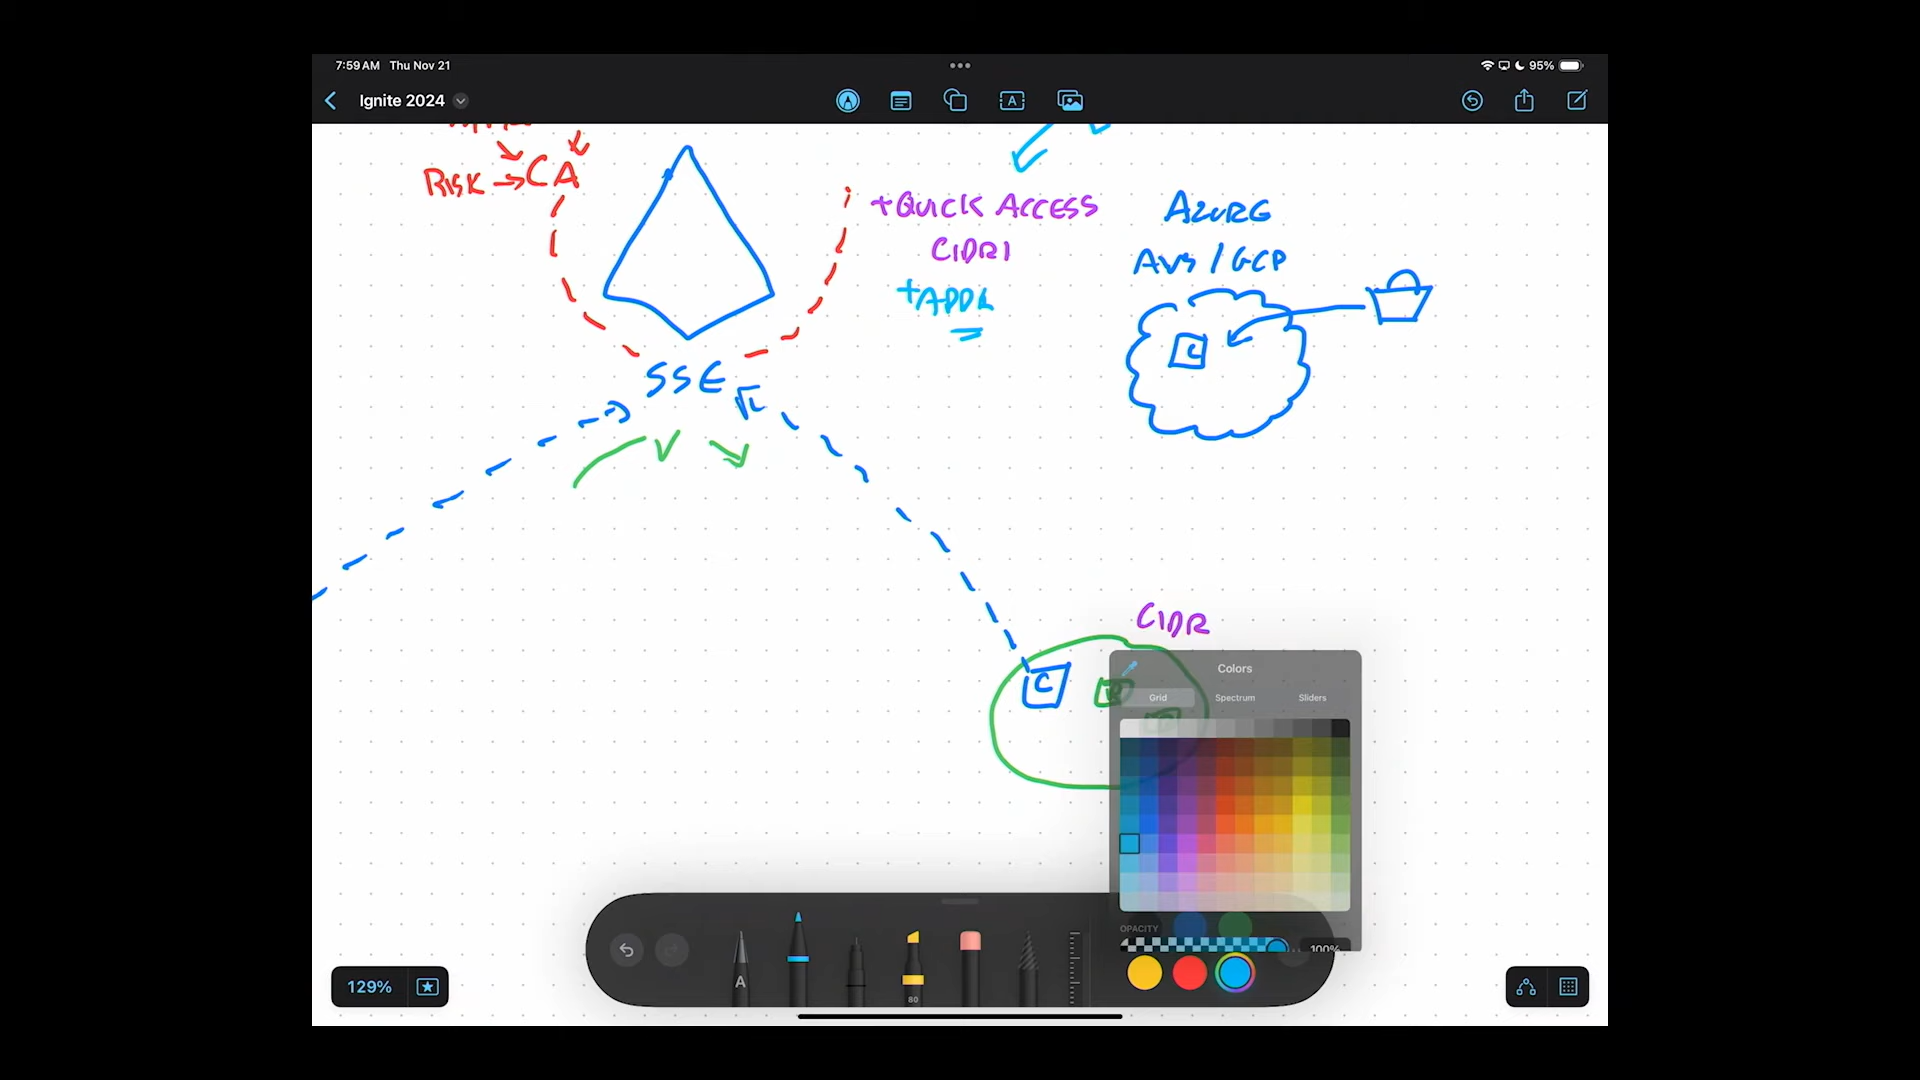 7:59 AM Thu Nov 21
95%
Ignite 2024
A
RISK → CA
+QUICK ACCESS
CIDR1
+APPL
AZURE
AWS / GCP
C
SSE
CIDR
C
R
Colors
Grid
Spectrum
Sliders
OPACITY
100%
A
80
129%